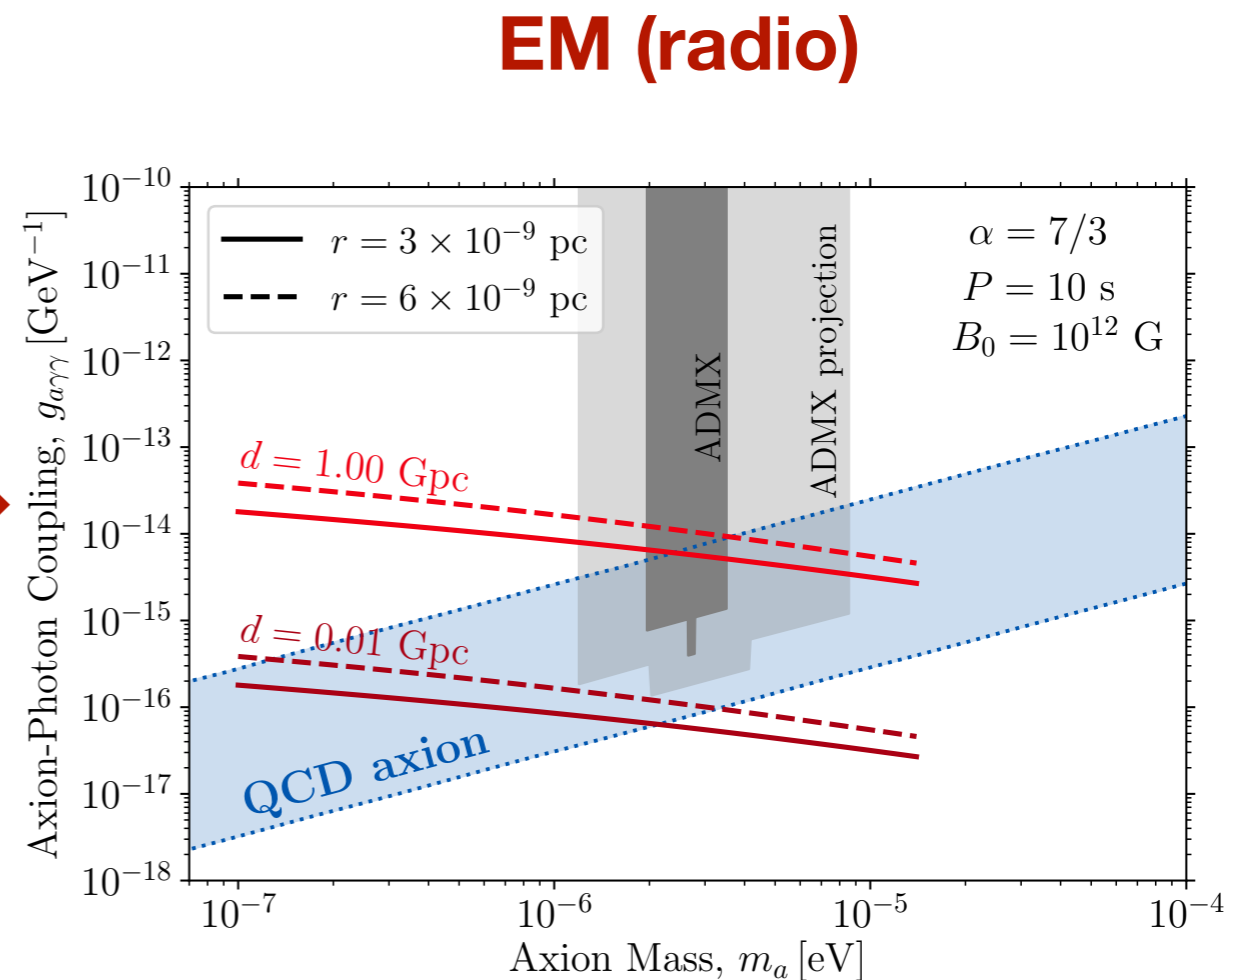 EM (radio)
10⁻¹⁰
10⁻¹¹
10⁻¹²
10⁻¹³
10⁻¹⁴
10⁻¹⁵
10⁻¹⁶
10⁻¹⁷
10⁻¹⁸
Axion-Photon Coupling, g_{aγγ} [GeV⁻¹]
r = 3 × 10⁻⁹ pc
r = 6 × 10⁻⁹ pc
α = 7/3
P = 10 s
B₀ = 10¹² G
ADMX
ADMX projection
d = 1.00 Gpc
d = 0.01 Gpc
QCD axion
10⁻⁷
10⁻⁶
10⁻⁵
10⁻⁴
Axion Mass, mₐ [eV]